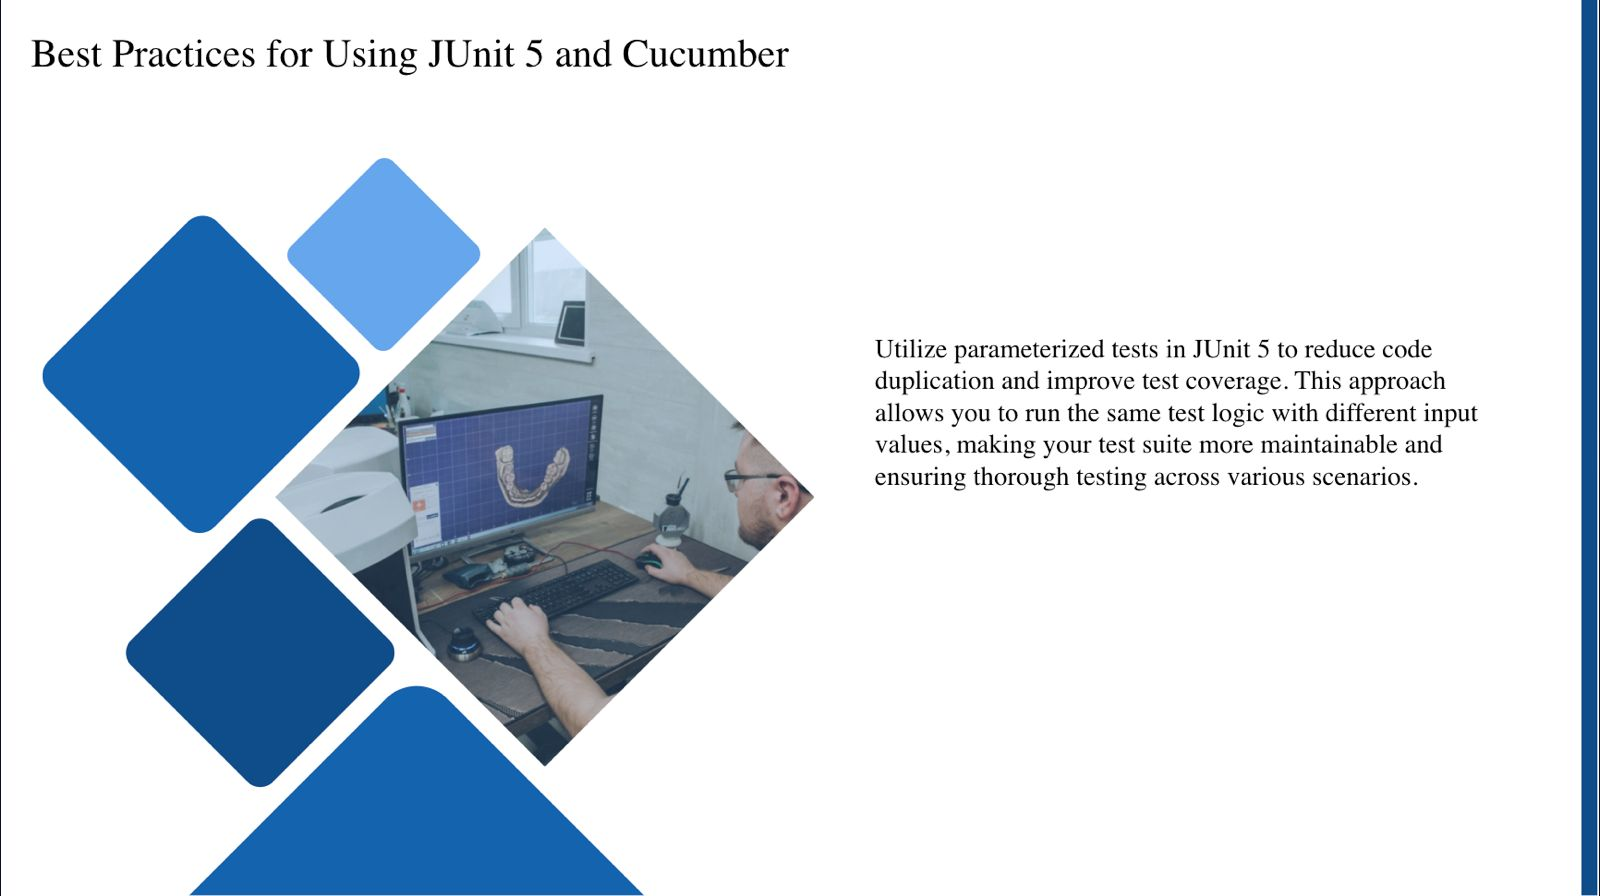 Best Practices for Using JUnit 5 and Cucumber
Utilize parameterized tests in JUnit 5 to reduce code
duplication and improve test coverage. This approach
allows you to run the same test logic with different input
values, making your test suite more maintainable and
ensuring thorough testing across various scenarios.